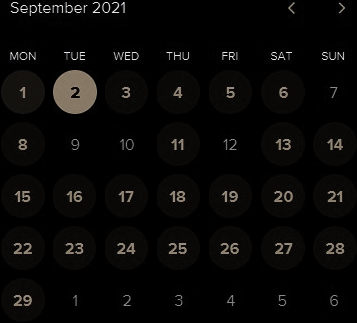 September 2021
MON TUE WED THU FRI SAT SUN
1 2 3 4 5 6 7
8 9 10 11 12 13 14
15 16 17 18 19 20 21
22 23 24 25 26 27 28
29 1 2 3 4 5 6